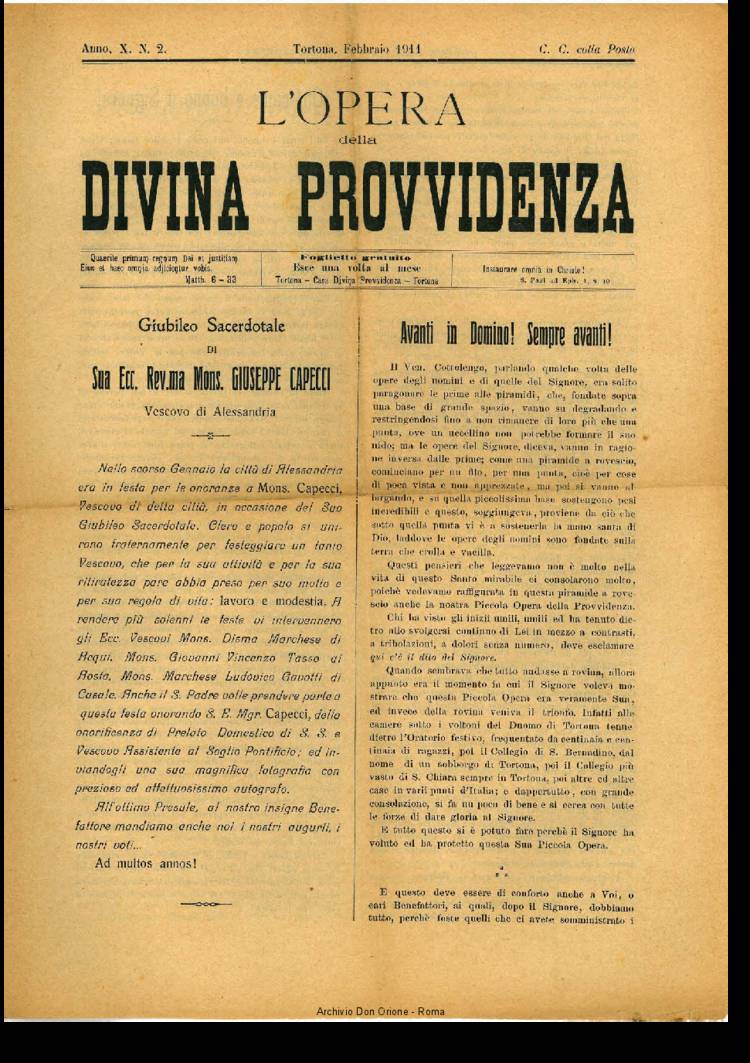 Anno, X. N. 2.
Tortona, Febbraio 1911
C. C. colla Posta
L'OPERA
della
DIVINA PROVVIDENZA
Quaerite primum regnum Dei et justitiam
Eius et haec omnia adjicientur vobis.
Matth. 6 - 33
Foglietto gratuito
Esce una volta al mese
Tortona — Casa Divina Provvidenza — Tortona
Instaurare omnia in Christo!
S. Paul ad Eph. 1, v. 10
Giubileo Sacerdotale
DI
Sua Ecc. Rev.ma Mons. GIUSEPPE CAPECCI
Vescovo di Alessandria
Nello scorso Gennaio la città di Alessandria
era in festa per le onoranze a Mons. Capecci,
Vescovo di detta città, in occasione del Suo
Giubileo Sacerdotale. Clero e popolo si uni-
rono fraternamente per festeggiare un tanto
Vescovo, che per la sua attività e per la sua
ritiratezza pare abbia preso per suo motto e
per sua regola di vita: lavoro e modestia. A
rendere più solenni le feste vi intervennero
gli Ecc. Vescovi Mons. Disma Marchese di
Acqui, Mons. Giovanni Vincenzo Tasso di
Aosta, Mons. Marchese Ludovico Gavotti di
Casale. Anche il S. Padre volle prendere parte a
questa festa onorando S. E. Mgr. Capecci, della
onorificenza di Prelato Domestico di S. S. e
Vescovo Assistente al Soglio Pontificio; ed in-
viandogli una sua magnifica fotografia con
prezioso ed affettuosissimo autografo.
All'ottimo Presule, al nostro insigne Bene-
fattore mandiamo anche noi i nostri augurii, i
nostri voti...
Ad multos annos!
Avanti in Domino! Sempre avanti!
Il Ven. Cottolengo, parlando qualche volta delle
opere degli uomini e di quelle del Signore, era solito
paragonare le prime alle piramidi, che, fondate sopra
una base di grande spazio, vanno su degradando e
restringendosi fino a non rimanere di loro più che una
punta, ove un uccellino non potrebbe formare il suo
nido; ma le opere del Signore, diceva, vanno in ragio-
ne inversa dalle prime; come una piramide a rovescio,
cominciano per un filo, per una punta, cioè per cose
di poca vista e non apprezzate, ma poi si vanno al-
largando, e su quella piccolissima base sostengono pesi
incredibili e questo, soggiungeva, proviene da ciò che
sotto quella punta vi è a sostenerla la mano santa di
Dio, laddove le opere degli uomini sono fondate sulla
terra che crolla e vacilla.
Questi pensieri che leggevamo non è molto nella
vita di questo Santo mirabile ci consolarono molto,
poichè vedevamo raffigurata in questa piramide a rove-
scio anche la nostra Piccola Opera della Provvidenza.
Chi ha visto gli inizii umili, umili ed ha tenuto die-
tro allo svolgersi continuo di Lei in mezzo a contrasti,
a tribolazioni, a dolori senza numero, deve esclamare
qui c'è il dito del Signore.
Quando sembrava che tutto andasse a rovina, allora
appunto era il momento in cui il Signore voleva mo-
strare che questa Piccola Opera era veramente Sua,
ed invece della rovina veniva il trionfo. Infatti alle
camere sotto i voltoni del Duomo di Tortona tenne-
dietro l'Oratorio festivo, frequentato da centinaia e cen-
tinaia di ragazzi, poi il Collegio di S. Bernadino, dal
nome di un sobborgo di Tortona, poi il Collegio più
vasto di S. Chiara sempre in Tortona, poi altre ed altre
case in varii punti d'Italia; e dappertutto, con grande
consolazione, si fa un poco di bene e si cerca con tutte
le forze di dare gloria al Signore.
E tutto questo si è potuto fare perchè il Signore ha
voluto ed ha protetto questa Sua Piccola Opera.
E questo deve essere di conforto anche a Voi, o
cari Benefattori, ai quali, dopo il Signore, dobbiamo
tutto, perchè foste quelli che ci avete somministrato i
Archivio Don Orione - Roma